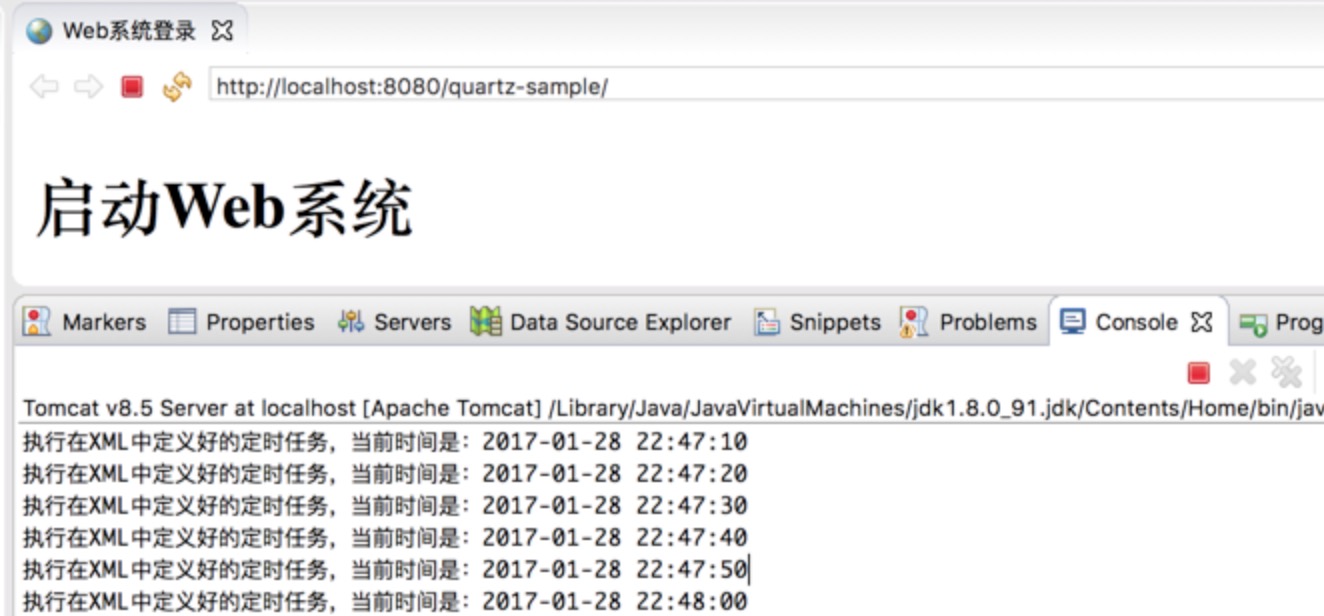 Web系统登录
http://localhost:8080/quartz-sample/
启动Web系统
Markers Properties Servers Data Source Explorer Snippets Problems Console Prog
Tomcat v8.5 Server at localhost [Apache Tomcat] /Library/Java/JavaVirtualMachines/jdk1.8.0_91.jdk/Contents/Home/bin/jav
执行在XML中定义好的定时任务，当前时间是：2017-01-28 22:47:10
执行在XML中定义好的定时任务，当前时间是：2017-01-28 22:47:20
执行在XML中定义好的定时任务，当前时间是：2017-01-28 22:47:30
执行在XML中定义好的定时任务，当前时间是：2017-01-28 22:47:40
执行在XML中定义好的定时任务，当前时间是：2017-01-28 22:47:50
执行在XML中定义好的定时任务，当前时间是：2017-01-28 22:48:00